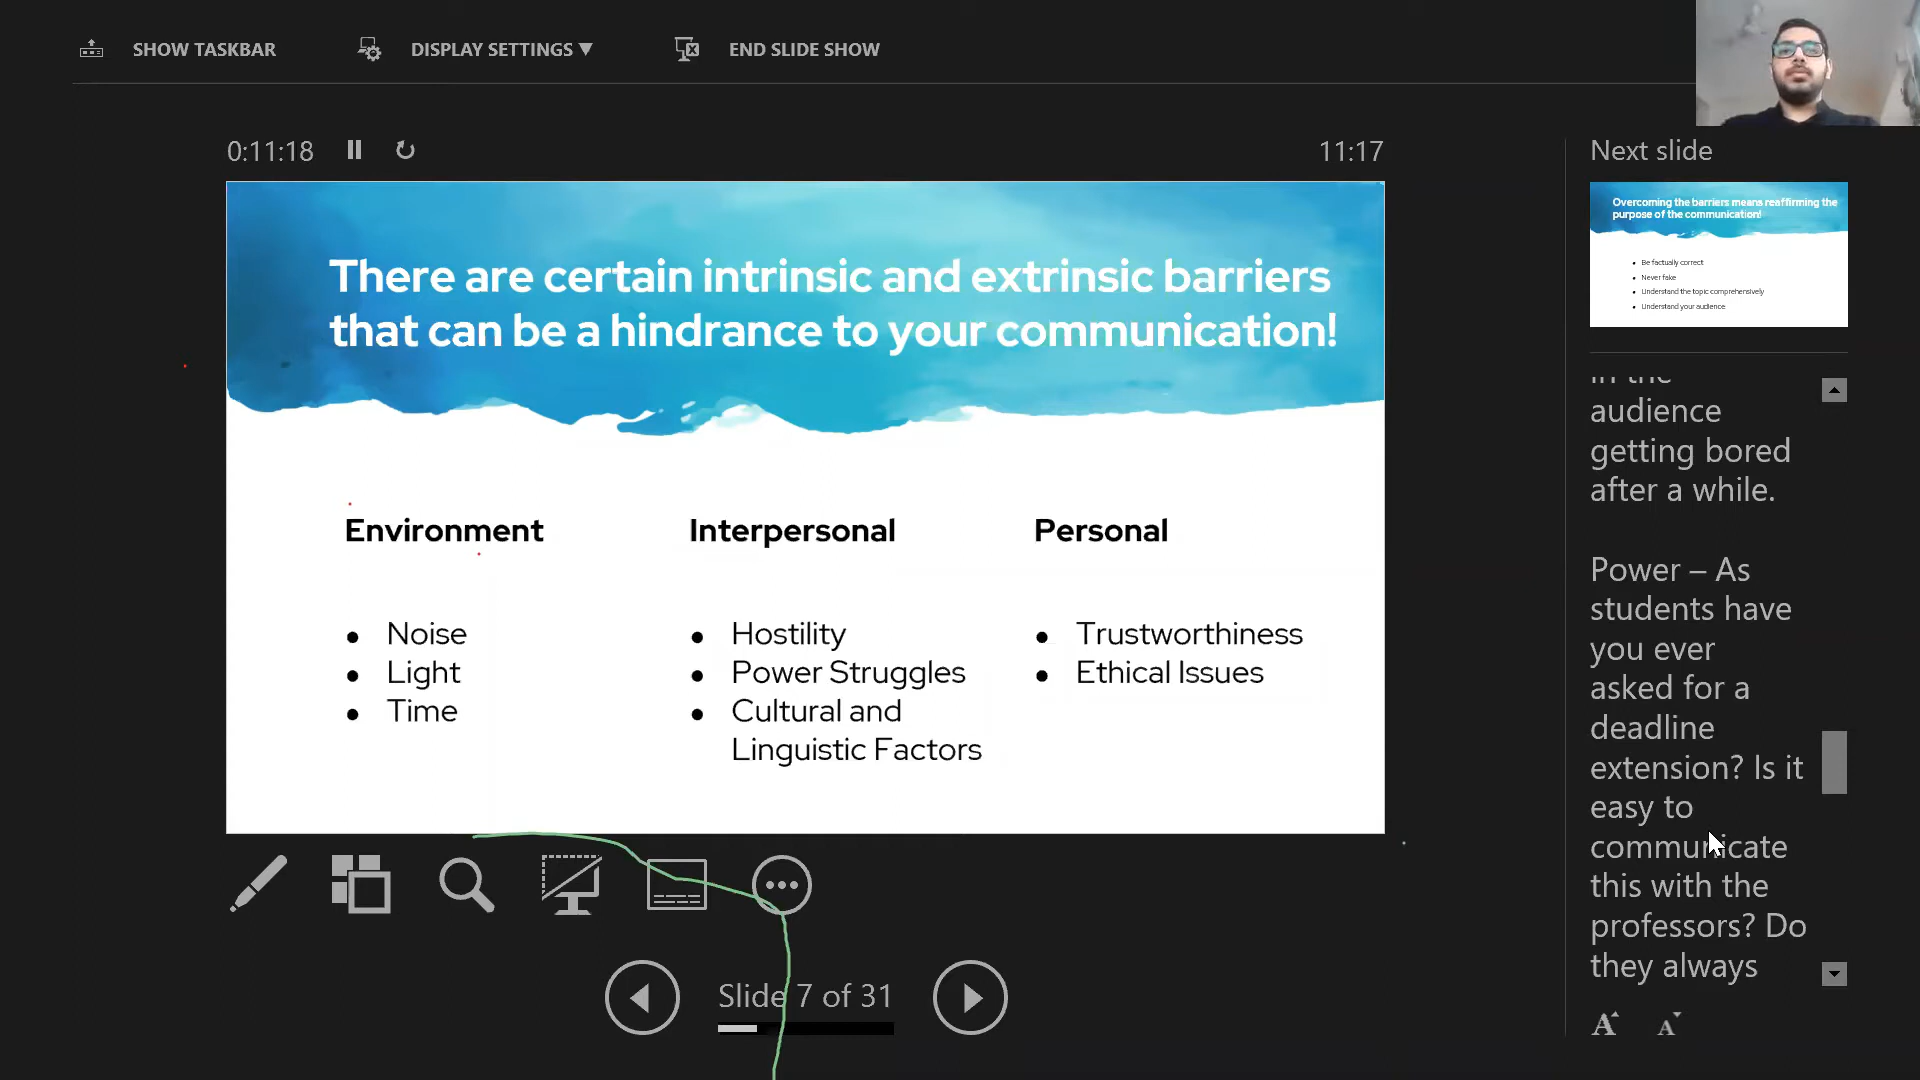 SHOW TASKBAR
DISPLAY SETTINGS ▼
END SLIDE SHOW
0:11:18
11:17
There are certain intrinsic and extrinsic barriers
that can be a hindrance to your communication!
Environment
• Noise
• Light
• Time
Interpersonal
• Hostility
• Power Struggles
• Cultural and
Linguistic Factors
Personal
• Trustworthiness
• Ethical Issues
Slide 7 of 31
Next slide
Overcoming the barriers means reaffirming the
purpose of the communication!
• Be factually correct
• Never fake
• Understand the topic comprehensively
• Understand your audience
in the
audience
getting bored
after a while.
Power – As
students have
you ever
asked for a
deadline
extension? Is it
easy to
communicate
this with the
professors? Do
they always
A A